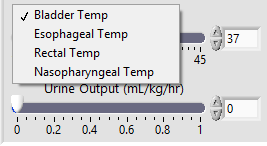 ✓ Bladder Temp
Esophageal Temp
Rectal Temp
Nasopharyngeal Temp
45
37
Urine Output (mL/kg/hr)
0
0 0.2 0.4 0.6 0.8 1